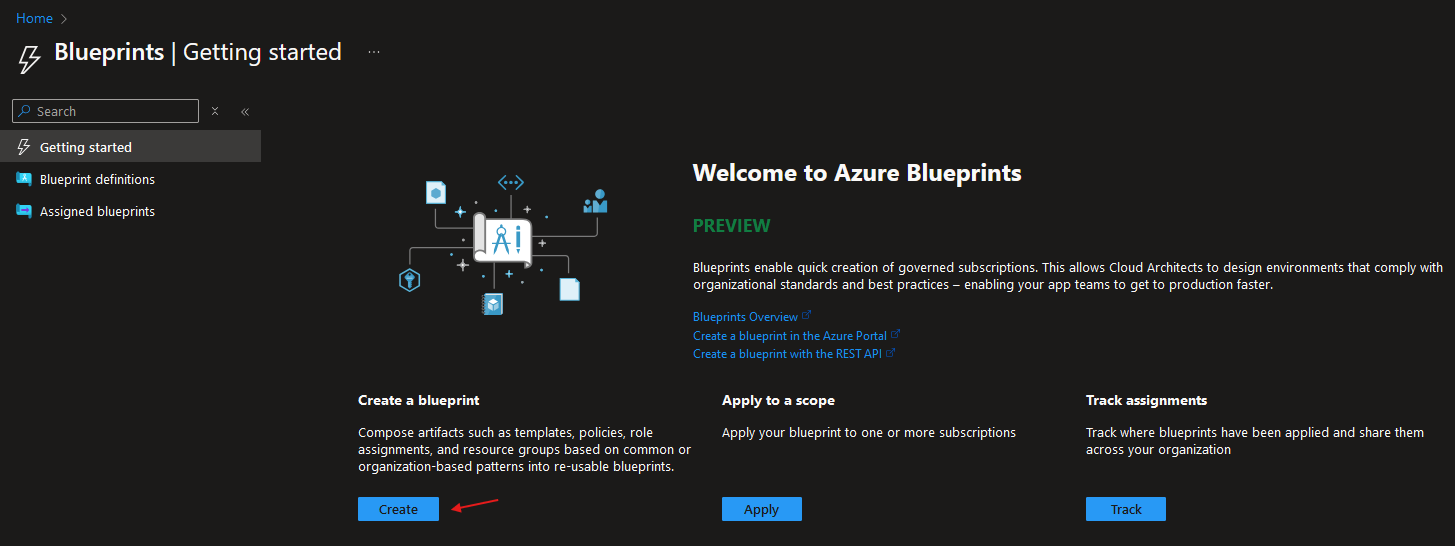 Home
Blueprints | Getting started
Search
Getting started
Blueprint definitions
Assigned blueprints
Welcome to Azure Blueprints
PREVIEW
Blueprints enable quick creation of governed subscriptions. This allows Cloud Architects to design environments that comply with
organizational standards and best practices – enabling your app teams to get to production faster.
Blueprints Overview
Create a blueprint in the Azure Portal
Create a blueprint with the REST API
Create a blueprint
Compose artifacts such as templates, policies, role
assignments, and resource groups based on common or
organization-based patterns into re-usable blueprints.
Create
Apply to a scope
Apply your blueprint to one or more subscriptions
Apply
Track assignments
Track where blueprints have been applied and share them
across your organization
Track